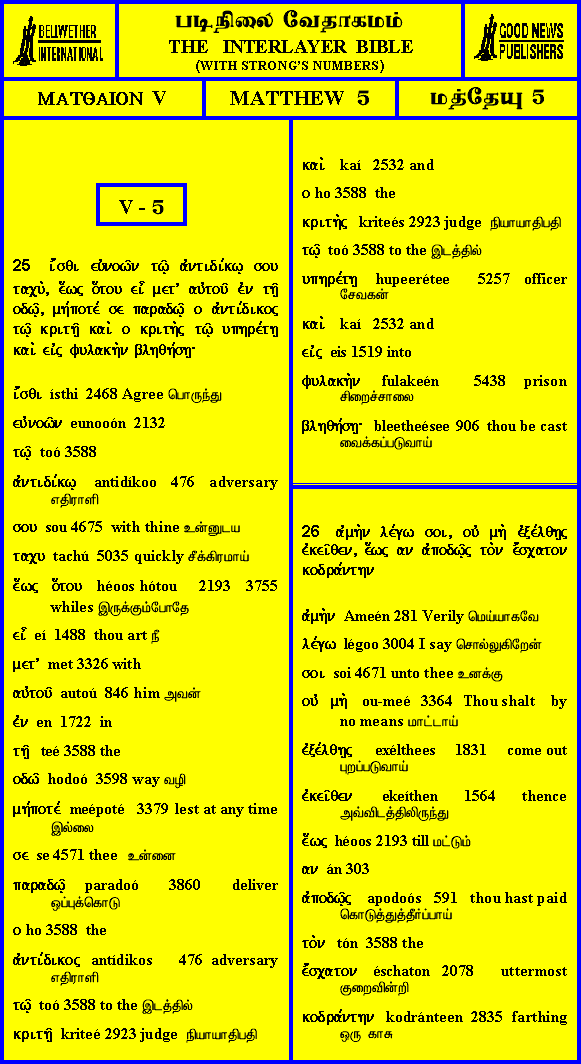 BELLWETHER
INTERNATIONAL
படிநிலை வேதாகமம்
THE INTERLAYER BIBLE
(WITH STRONG'S NUMBERS)
GOOD NEWS
PUBLISHERS
ΜΑΤΘΑΙΟΝ V
MATTHEW 5
மத்தேயு 5
V - 5
25 ἴσθι εὐνοῶν τῷ ἀντιδίκῳ σου
ταχὺ, ἕως ὅτου εἶ μετ' αὐτοῦ ἐν τῇ
οδῷ, μήποτέ σε παραδῷ ο ἀντίδικος
τῷ κριτῇ καὶ ο κριτὴς τῷ υπηρέτῃ
καὶ εἰς φυλακὴν βληθήσῃ·
ἴσθι ísthi 2468 Agree பொருந்து
εὐνοῶν eunooón 2132
τῷ toó 3588
ἀντιδίκῳ antidíkoo 476 adversary
எதிராளி
σου sou 4675 with thine உன்னுடய
ταχυ tachú 5035 quickly சீக்கிரமாய்
ἕως ὅτου héoos hótou 2193 3755
whiles இருக்கும்போதே
εἶ eí 1488 thou art நீ
μετ' met 3326 with
αὐτοῦ autoú 846 him அவன்
ἐν en 1722 in
τῇ teé 3588 the
οδῶ hodoó 3598 way வழி
μήποτέ meépoté 3379 lest at any time
இல்லை
σε se 4571 thee உன்னை
παραδῷ paradoó 3860 deliver
ஒப்புக்கொடு
ο ho 3588 the
ἀντίδικος antídikos 476 adversary
எதிராளி
τῷ toó 3588 to the இடத்தில்
κριτῇ kriteé 2923 judge நியாயாதிபதி
καὶ kaí 2532 and
ο ho 3588 the
κριτὴς kriteés 2923 judge நியாயாதிபதி
τῷ toó 3588 to the இடத்தில்
υπηρέτῃ hupeerétee 5257 officer
சேவகன்
καὶ kaí 2532 and
εἰς eis 1519 into
φυλακὴν fulakeén 5438 prison
சிறைச்சாலை
βληθήσῃ· bleetheésee 906 thou be cast
வைக்கப்படுவாய்
26 ἀμὴν λέγω σοι, οὐ μὴ ἐξέλθῃς
ἐκεῖθεν, ἕως αν ἀποδῷς τὸν ἔσχατον
κοδράντην
ἀμὴν Ameén 281 Verily மெய்யாகவே
λέγω légoo 3004 I say சொல்லுகிறேன்
σοι soi 4671 unto thee உனக்கு
οὐ μὴ ou-meé 3364 Thou shalt by
no means மாட்டாய்
ἐξέλθῃς exélthees 1831 come out
புறப்படுவாய்
ἐκεῖθεν ekeíthen 1564 thence
அவ்விடத்திலிருந்து
ἕως héoos 2193 till மட்டும்
αν án 303
ἀποδῷς apodoós 591 thou hast paid
கொடுத்துத்தீர்ப்பாய்
τὸν tón 3588 the
ἔσχατον éschaton 2078 uttermost
குறைவின்றி
κοδράντην kodránteen 2835 farthing
ஒரு காசு